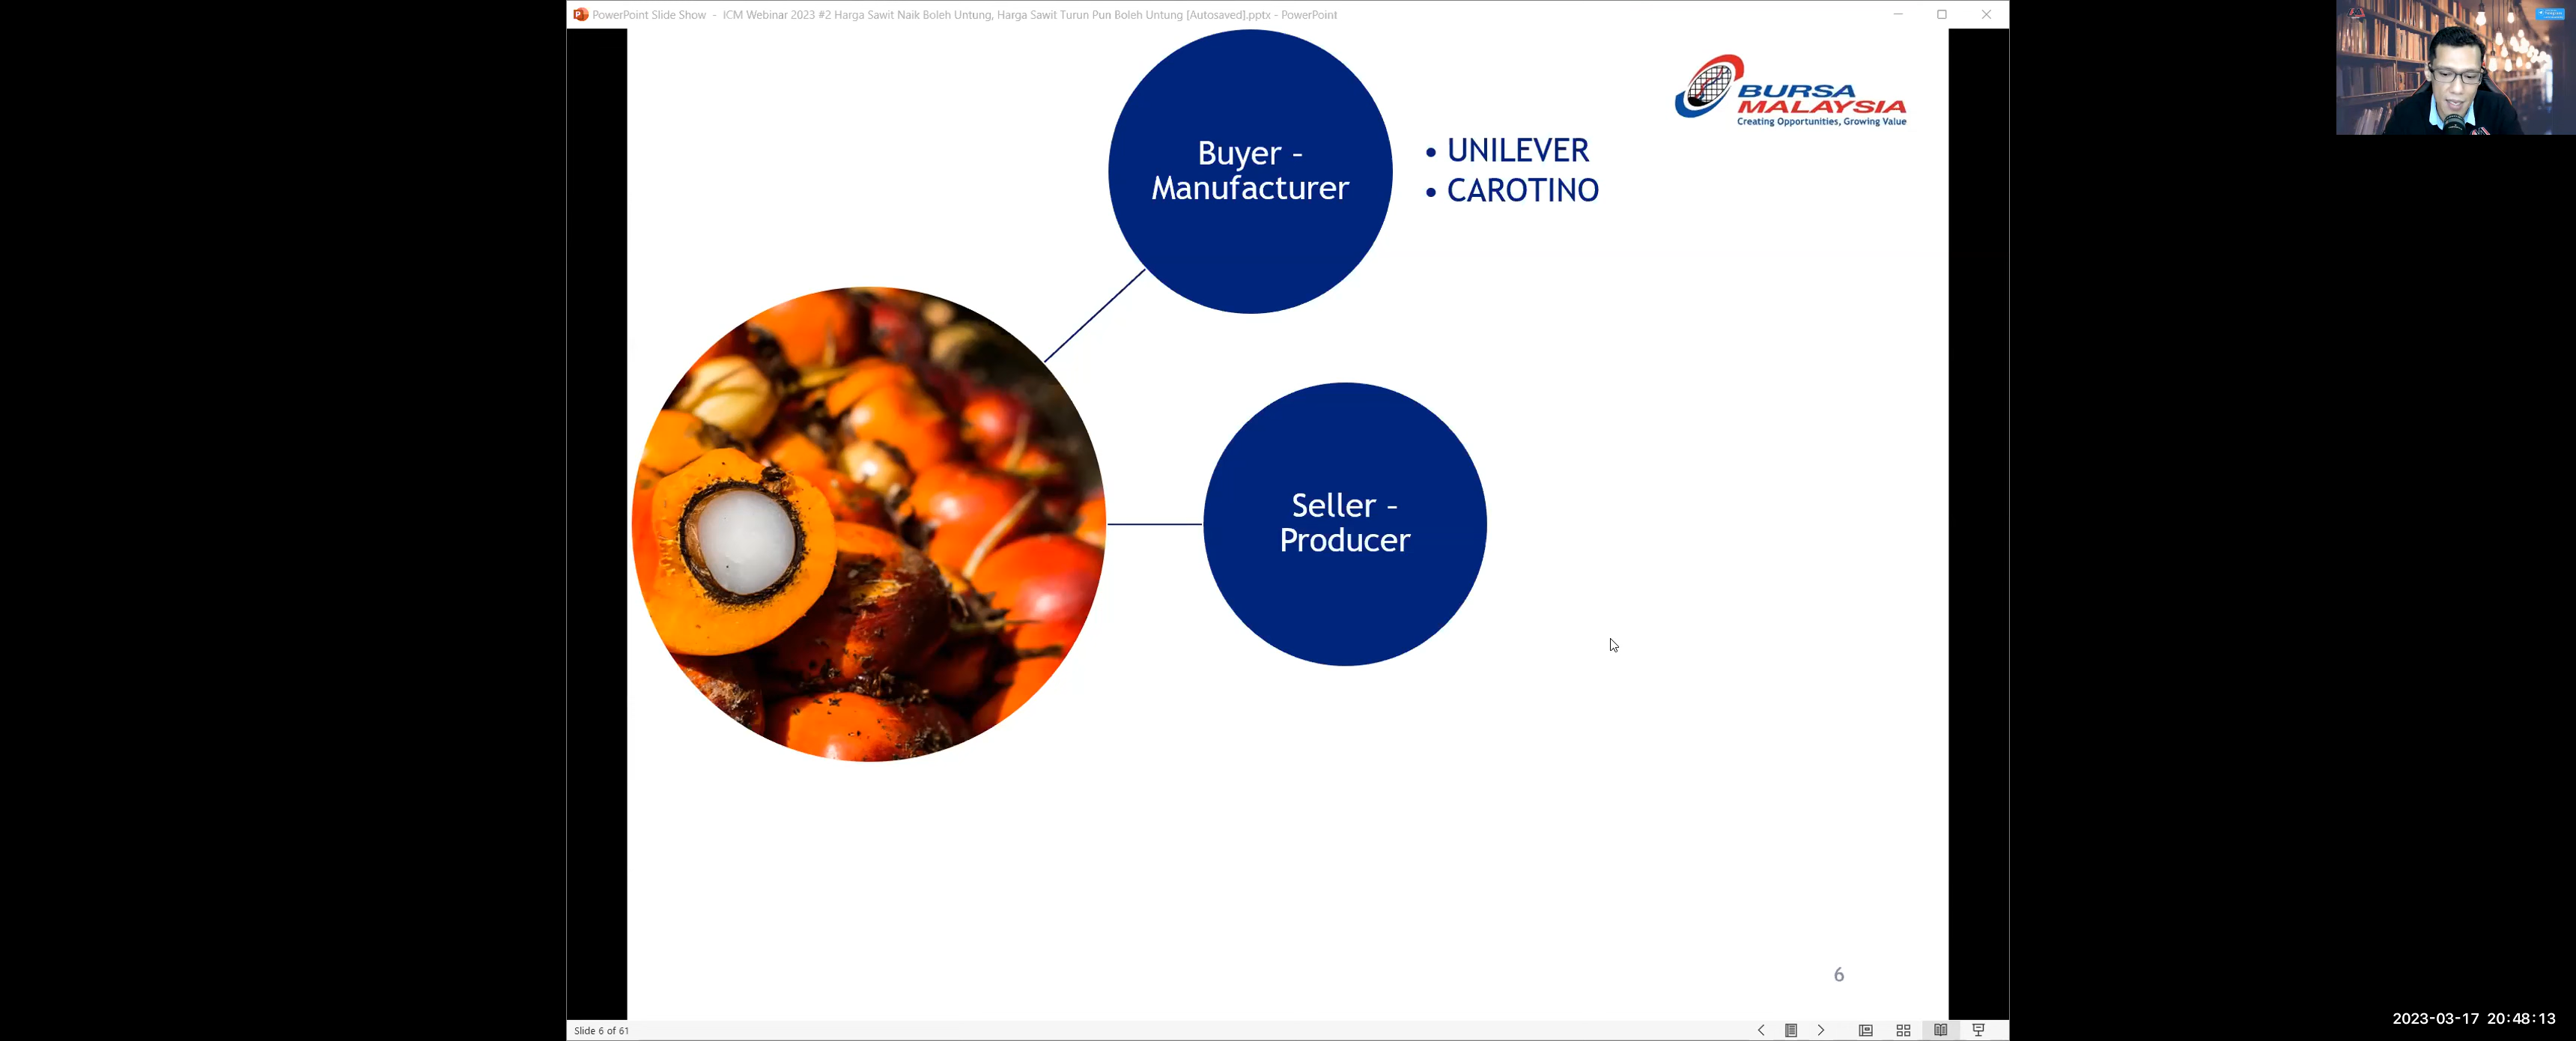 PowerPoint Slide Show - ICM Webinar 2023 #2 Harga Sawit Naik Boleh Untung, Harga Sawit Turun Pun Boleh Untung [Autosaved].pptx - PowerPoint
BURSA
MALAYSIA
Creating Opportunities, Growing Value
Buyer -
Manufacturer
• UNILEVER
• CAROTINO
Seller -
Producer
6
Slide 6 of 61
2023-03-17 20:48:13